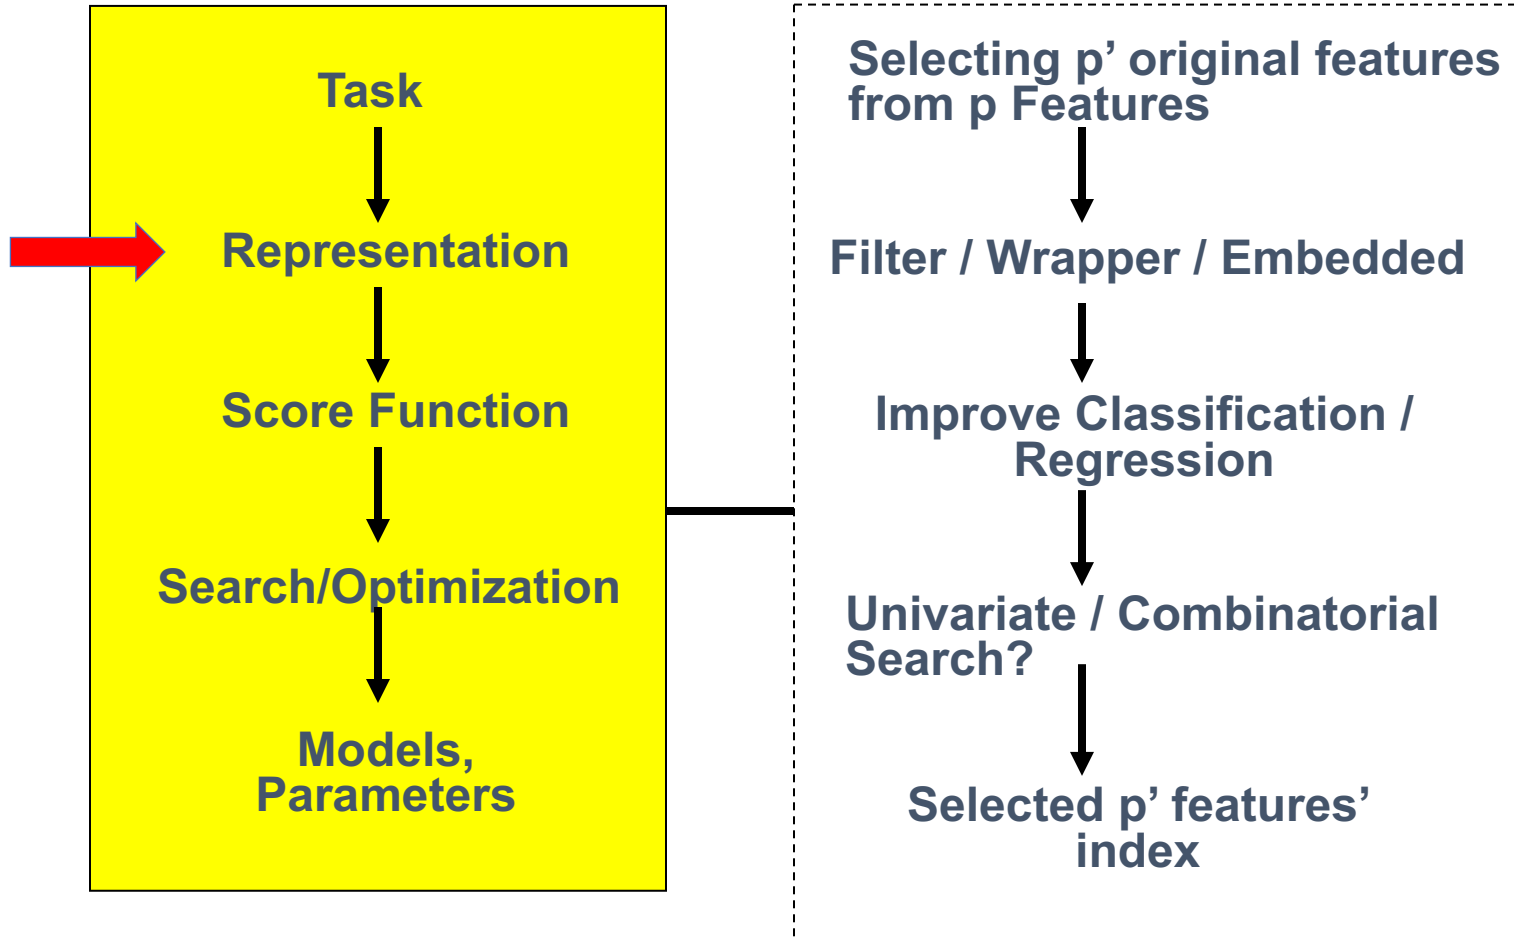 Task
Representation
Score Function
Search/Optimization
Models,
Parameters
Selecting p’ original features
from p Features
Filter / Wrapper / Embedded
Improve Classification /
Regression
Univariate / Combinatorial
Search?
Selected p’ features’
index